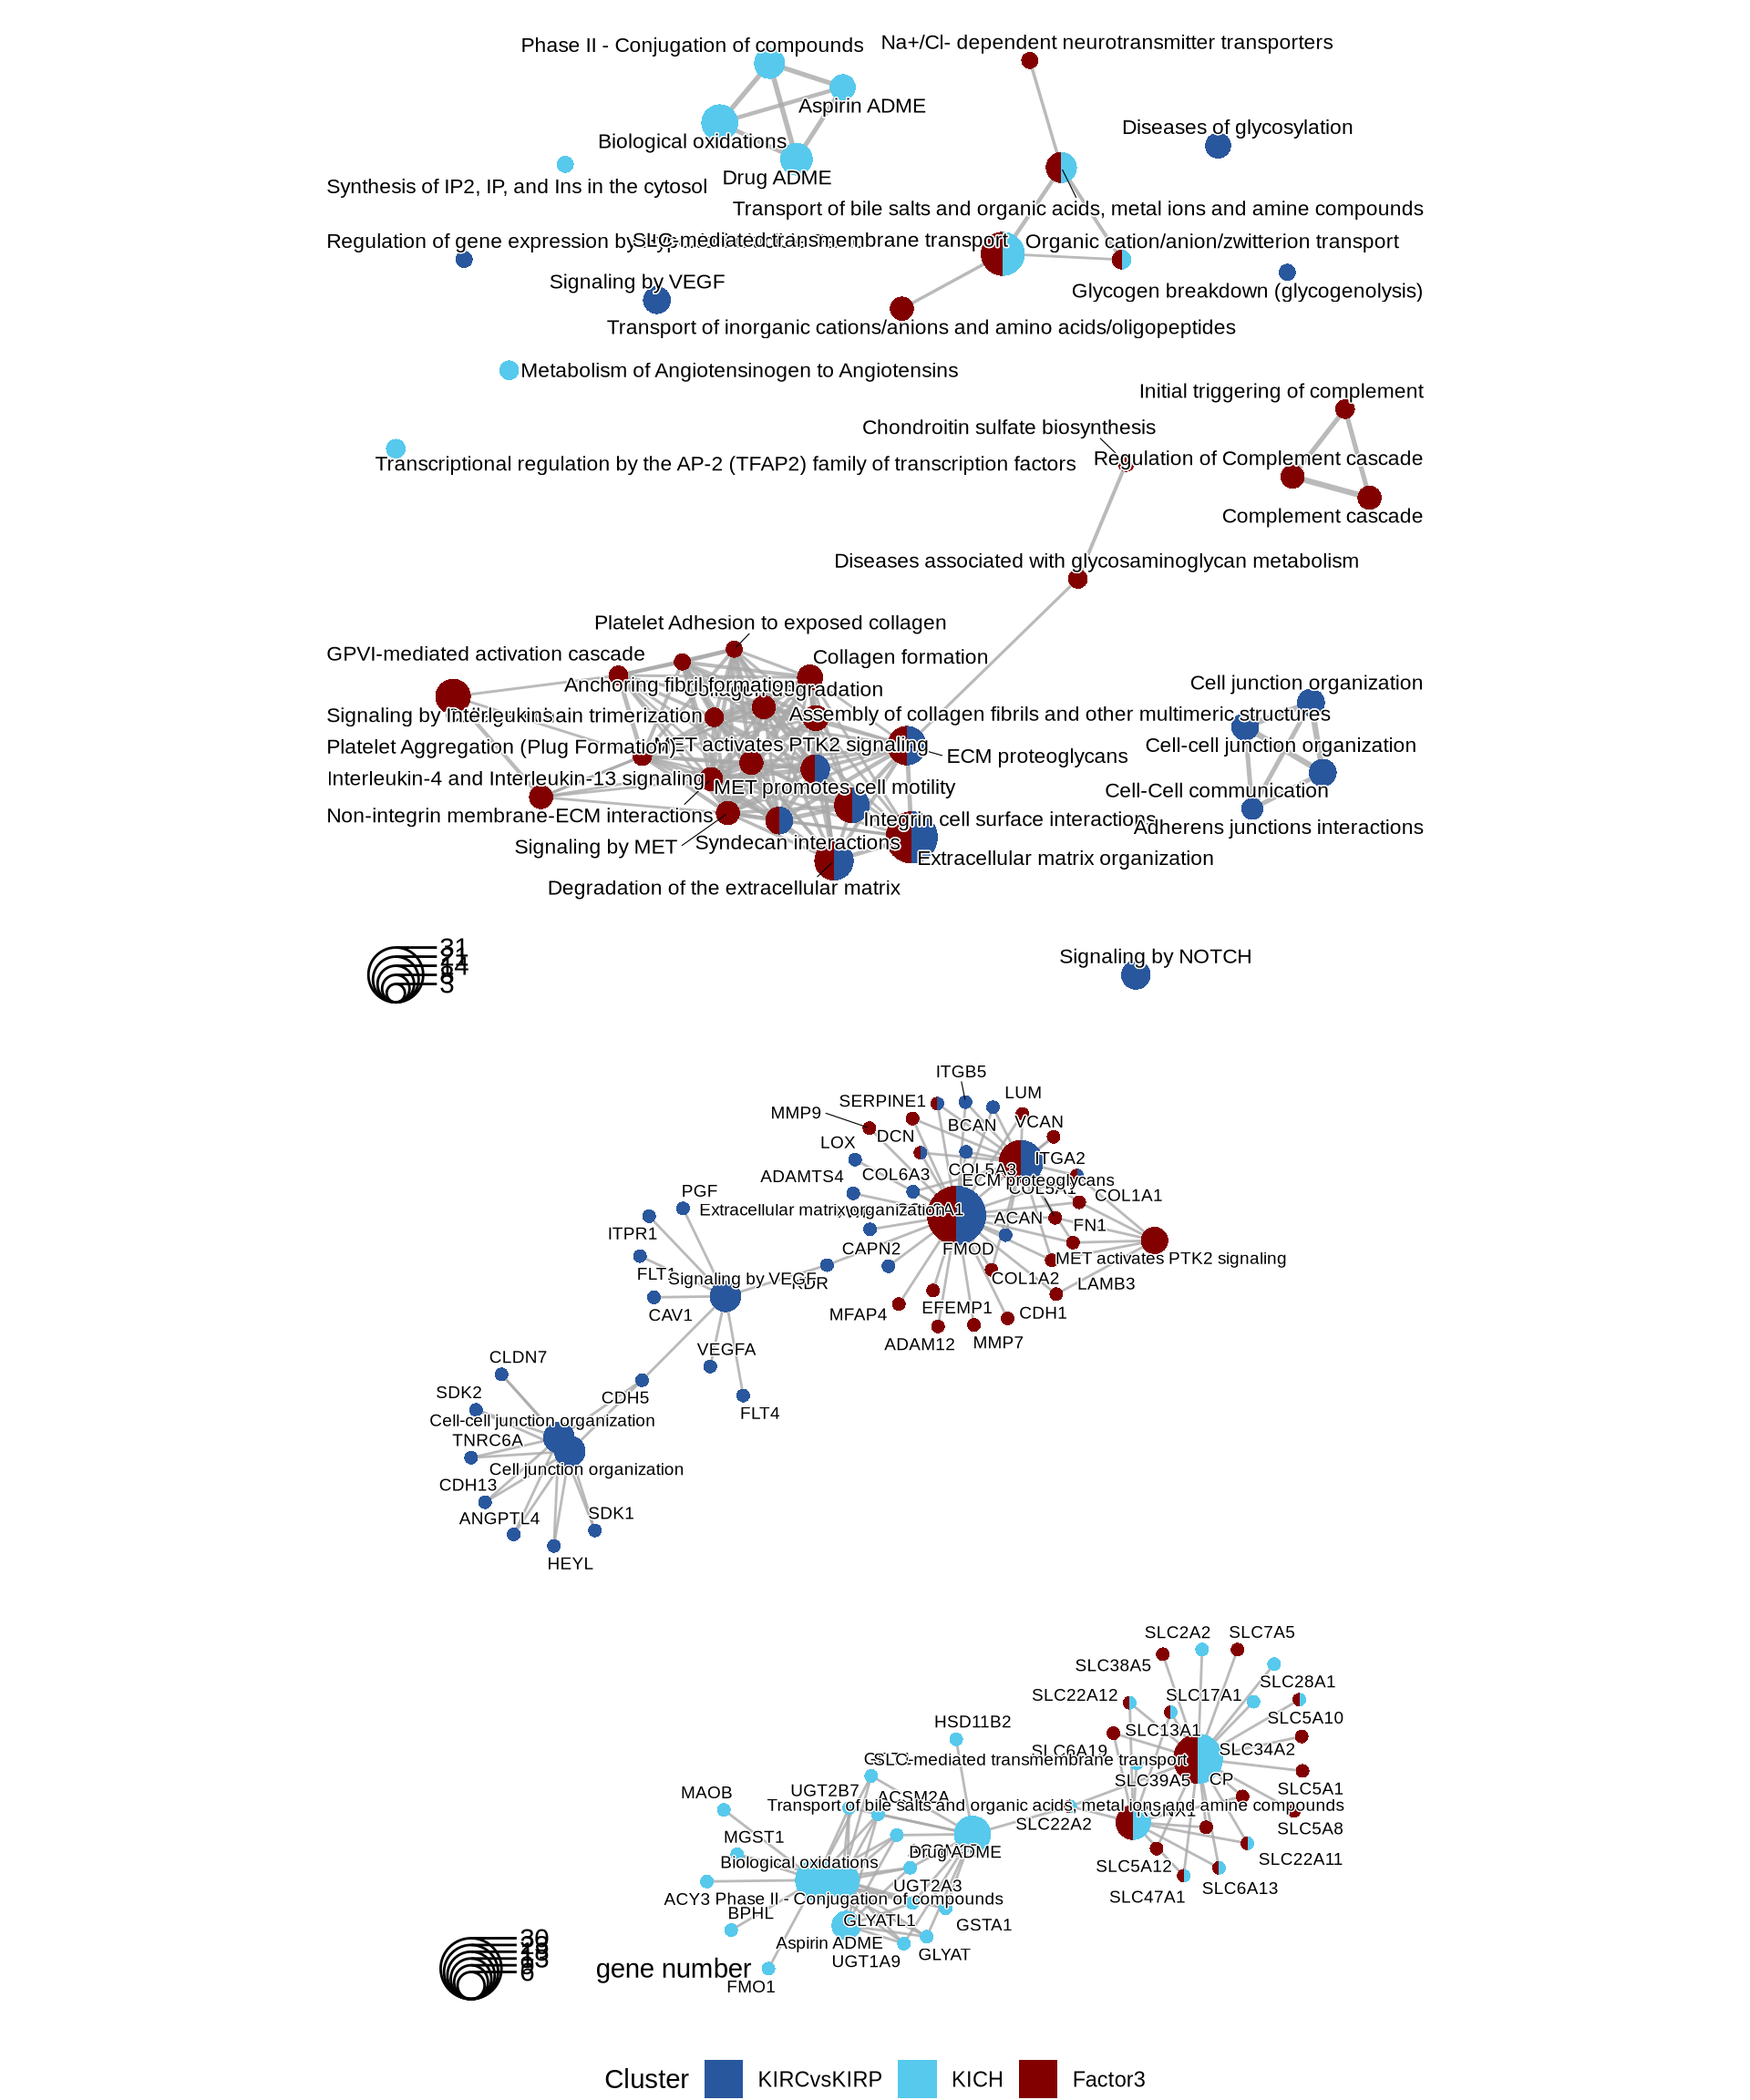 Phase II - Conjugation of compounds
Na+/Cl- dependent neurotransmitter transporters
Aspirin ADME
Diseases of glycosylation
Biological oxidations
Drug ADME
Synthesis of IP2, IP, and Ins in the cytosol
Transport of bile salts and organic acids, metal ions and amine compounds
Regulation of gene expression by
SLC-mediated transmembrane transport
Organic cation/anion/zwitterion transport
Signaling by VEGF
Glycogen breakdown (glycogenolysis)
Transport of inorganic cations/anions and amino acids/oligopeptides
Metabolism of Angiotensinogen to Angiotensins
Initial triggering of complement
Chondroitin sulfate biosynthesis
Regulation of Complement cascade
Transcriptional regulation by the AP-2 (TFAP2) family of transcription factors
Complement cascade
Diseases associated with glycosaminoglycan metabolism
Platelet Adhesion to exposed collagen
GPVI-mediated activation cascade
Collagen formation
Anchoring fibril formation
Cell junction organization
Signaling by Interleukins
trimerization
Assembly of collagen fibrils and other multimeric structures
Platelet Aggregation (Plug Formation)
MET activates PTK2 signaling
ECM proteoglycans
Cell-cell junction organization
Interleukin-4 and Interleukin-13 signaling
MET promotes cell motility
Cell-Cell communication
Non-integrin membrane-ECM interactions
Integrin cell surface interactions
Adherens junctions interactions
Signaling by MET
Syndecan interactions
Extracellular matrix organization
Degradation of the extracellular matrix
31
21
14
8
3
Signaling by NOTCH
ITGB5
SERPINE1
LUM
MMP9
BCAN
VCAN
DCN
LOX
ITGA2
COL6A3
COL5A3
ADAMTS4
ECM proteoglycans
COL5A1
COL1A1
PGF
Extracellular matrix organization
ACAN
FN1
ITPR1
CAPN2
FMOD
MET activates PTK2 signaling
FLT1
Signaling by VEGF
KDR
COL1A2
LAMB3
CAV1
MFAP4
EFEMP1
CDH1
ADAM12
MMP7
VEGFA
CLDN7
SDK2
CDH5
FLT4
Cell-cell junction organization
TNRC6A
Cell junction organization
CDH13
ANGPTL4
SDK1
HEYL
SLC2A2
SLC7A5
SLC38A5
SLC28A1
SLC22A12
SLC17A1
HSD11B2
SLC5A10
SLC13A1
SLC6A19
SLC34A2
SLC-mediated transmembrane transport
SLC39A5
CP
SLC5A1
MAOB
UGT2B7
ACSM2A
Transport of bile salts and organic acids, metal ions and amine compounds
SLC22A2
SLC5A8
MGST1
Drug ADME
SLC22A11
Biological oxidations
SLC5A12
UGT2A3
SLC6A13
ACY3
Phase II - Conjugation of compounds
SLC47A1
BPHL
GLYATL1
GSTA1
Aspirin ADME
GLYAT
UGT1A9
30
gene number
FMO1
Cluster
KIRCvsKIRP
KICH
Factor3